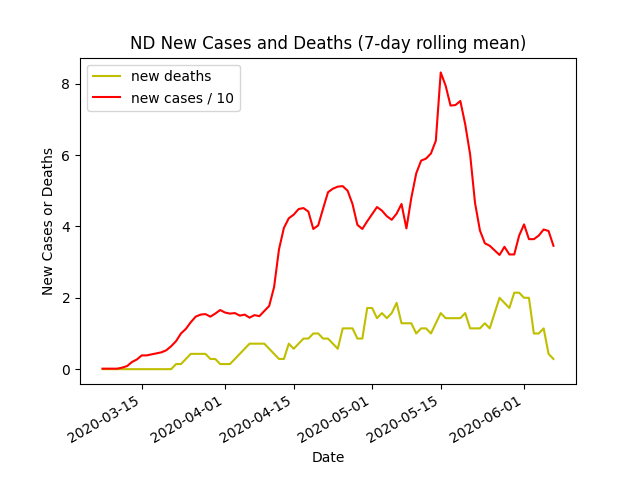 ND New Cases and Deaths (7-day rolling mean)
new deaths
new cases / 10
New Cases or Deaths
8
6
4
2
0
2020-03-15
2020-04-01
2020-04-15
2020-05-01
2020-05-15
2020-06-01
Date